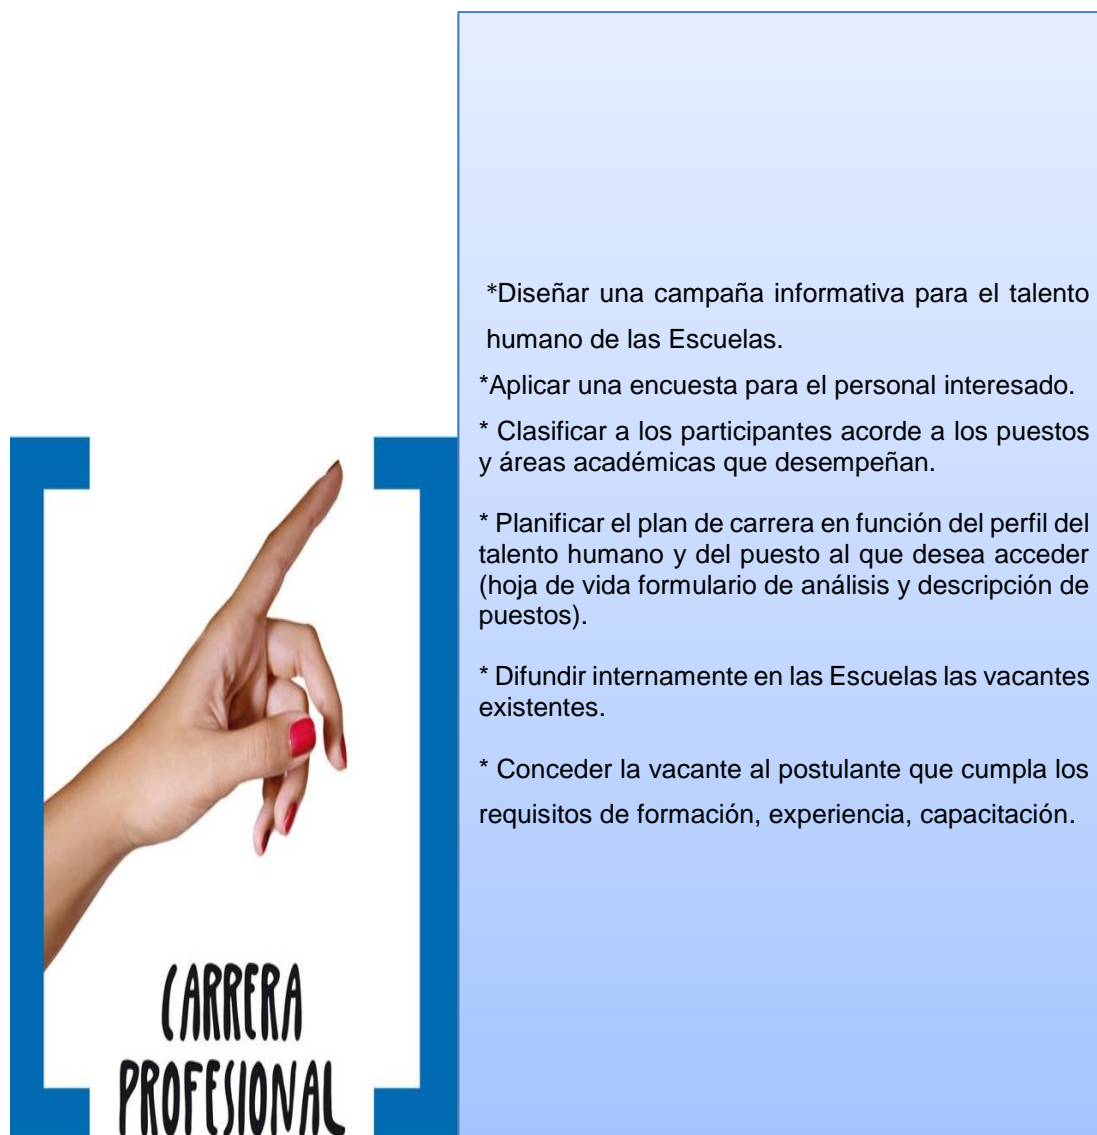 *Diseñar una campaña informativa para el talento
humano de las Escuelas.
*Aplicar una encuesta para el personal interesado.
* Clasificar a los participantes acorde a los puestos
y áreas académicas que desempeñan.
* Planificar el plan de carrera en función del perfil del
talento humano y del puesto al que desea acceder
(hoja de vida formulario de análisis y descripción de
puestos).
* Difundir internamente en las Escuelas las vacantes
existentes.
* Conceder la vacante al postulante que cumpla los
requisitos de formación, experiencia, capacitación.
CARRERA
PROFESIONAL